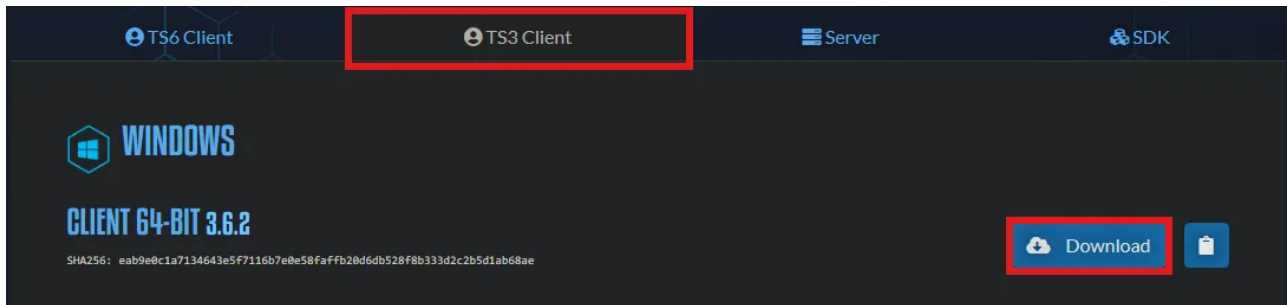 TS6 Client TS3 Client Server SDK
WINDOWS
CLIENT 64-BIT 3.6.2
Download
SHA256: eab9e0c1a7134643e5f7116b7e0e58faffb20d6db528f8b333d2c2b5d1ab68ae